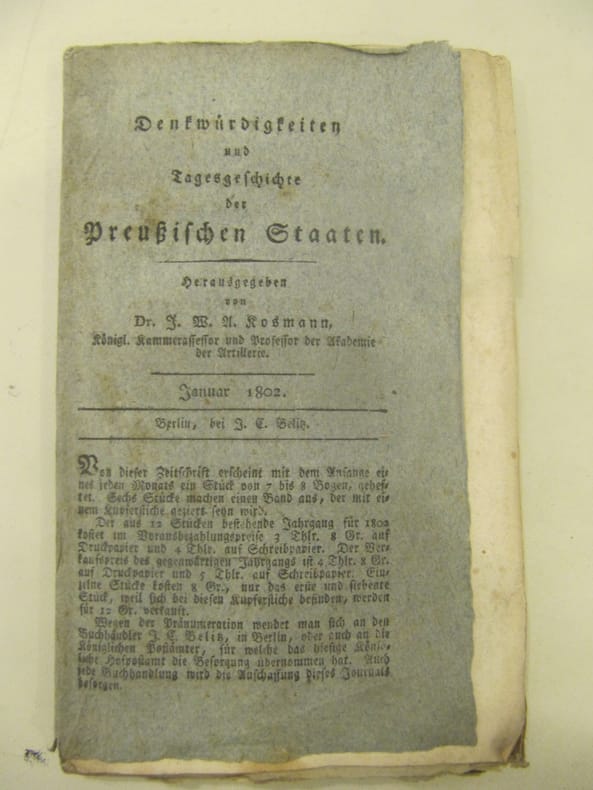 Denkwürdigkeiten
und
Tagesgeschichte
der
Preußischen Staaten.
Herausgegeben
von
Dr. J. W. A. Kosmann,
Königl. Kammerassessor und Professor der Akademie
der Artillerie.
Januar 1802.
Berlin, bei J. C. Belitz.
Von dieser Zeitschrift erscheint mit dem Anfange ei-
nes jeden Monats ein Stück von 7 bis 8 Bogen, gehef-
tet. Sechs Stücke machen einen Band aus, der mit ei-
nem Kupferstiche geziert seyn wird.
Der aus 12 Stücken bestehende Jahrgang für 1802
kostet im Vorausbezahlungspreise 3 Thlr. 8 Gr. auf
Druckpapier und 4 Thlr. auf Schreibpapier. Der Ver-
kaufspreis des gegenwärtigen Jahrgangs ist 4 Thlr. 8 Gr.
auf Druckpapier und 5 Thlr. auf Schreibpapier. Ein-
zelne Stücke kosten 8 Gr., nur das erste und siebente
Stück, weil sich bei diesen Kupferstiche befinden, werden
für 12 Gr. verkauft.
Wegen der Pränumeration wendet man sich an den
Buchhändler J. C. Belitz, in Berlin, oder auch an die
Königlichen Postämter, für welche das hiesige König-
liche Hofpostamt die Besorgung übernommen hat. Auch
jede Buchhandlung wird die Anschaffung dieses Journals
besorgen.